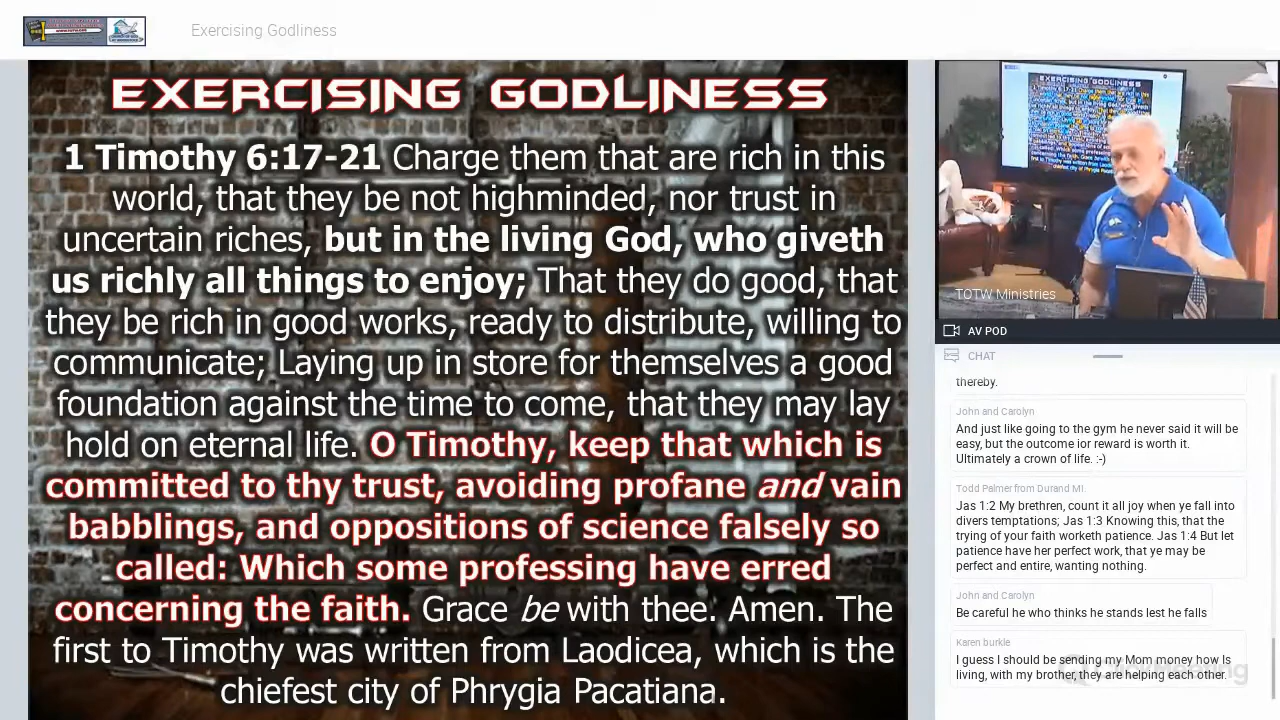 Exercising Godliness
EXERCISING GODLINESS
1 Timothy 6:17-21 Charge them that are rich in this
world, that they be not highminded, nor trust in
uncertain riches, but in the living God, who giveth
us richly all things to enjoy; That they do good, that
they be rich in good works, ready to distribute, willing to
communicate; Laying up in store for themselves a good
foundation against the time to come, that they may lay
hold on eternal life. O Timothy, keep that which is
committed to thy trust, avoiding profane and vain
babblings, and oppositions of science falsely so
called: Which some professing have erred
concerning the faith. Grace be with thee. Amen. The
first to Timothy was written from Laodicea, which is the
chiefest city of Phrygia Pacatiana.
EXERCISING GODLINESS
TOTW Ministries
AV POD
CHAT
thereby.
John and Carolyn
And just like going to the gym he never said it will be
easy, but the outcome ior reward is worth it.
Ultimately a crown of life. :-)
Todd Palmer from Durand MI
Jas 1:2 My brethren, count it all joy when ye fall into
divers temptations; Jas 1:3 Knowing this, that the
trying of your faith worketh patience. Jas 1:4 But let
patience have her perfect work, that ye may be
perfect and entire, wanting nothing.
John and Carolyn
Be careful he who thinks he stands lest he falls
Karen burkle
I guess I should be sending my Mom money how Is
living, with my brother, they are helping each other.